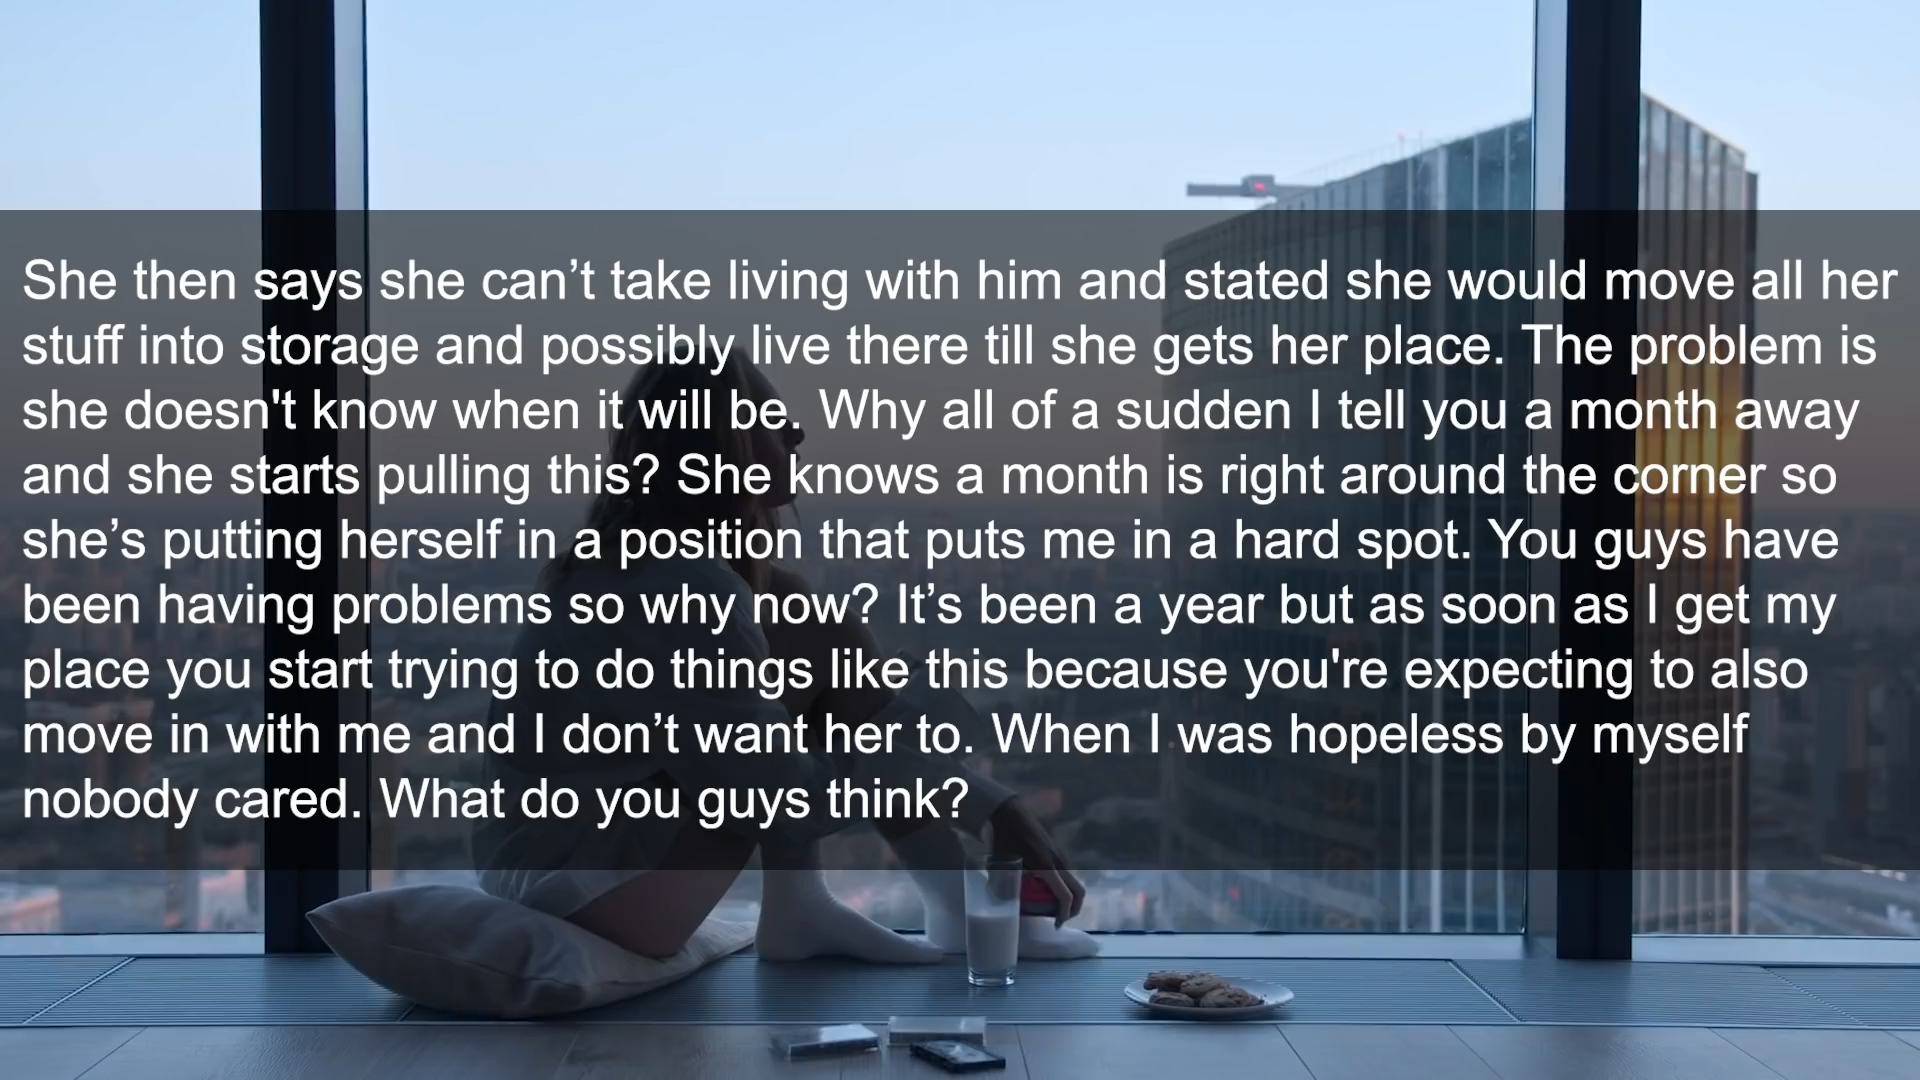 She then says she can’t take living with him and stated she would move all her
stuff into storage and possibly live there till she gets her place. The problem is
she doesn't know when it will be. Why all of a sudden I tell you a month away
and she starts pulling this? She knows a month is right around the corner so
she’s putting herself in a position that puts me in a hard spot. You guys have
been having problems so why now? It’s been a year but as soon as I get my
place you start trying to do things like this because you're expecting to also
move in with me and I don’t want her to. When I was hopeless by myself
nobody cared. What do you guys think?